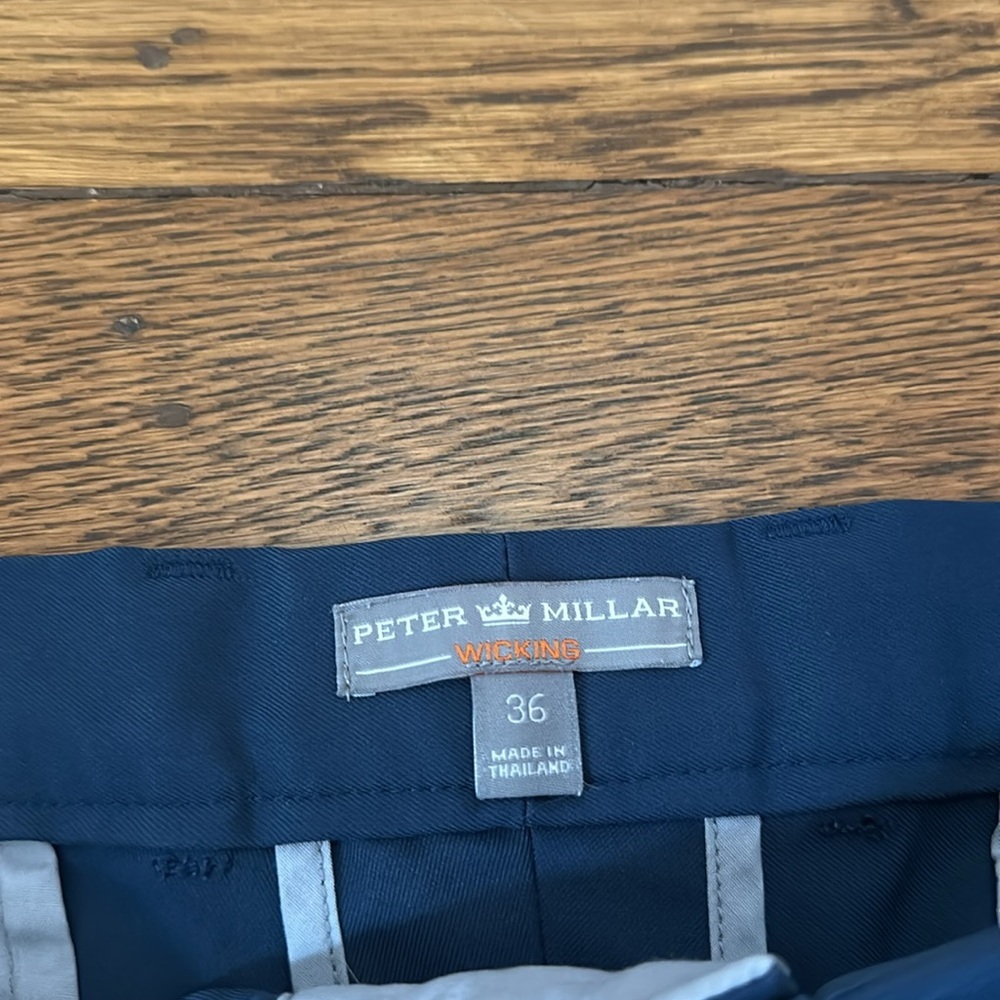 PETER MILLAR
WICKING
36
MADE IN
THAILAND